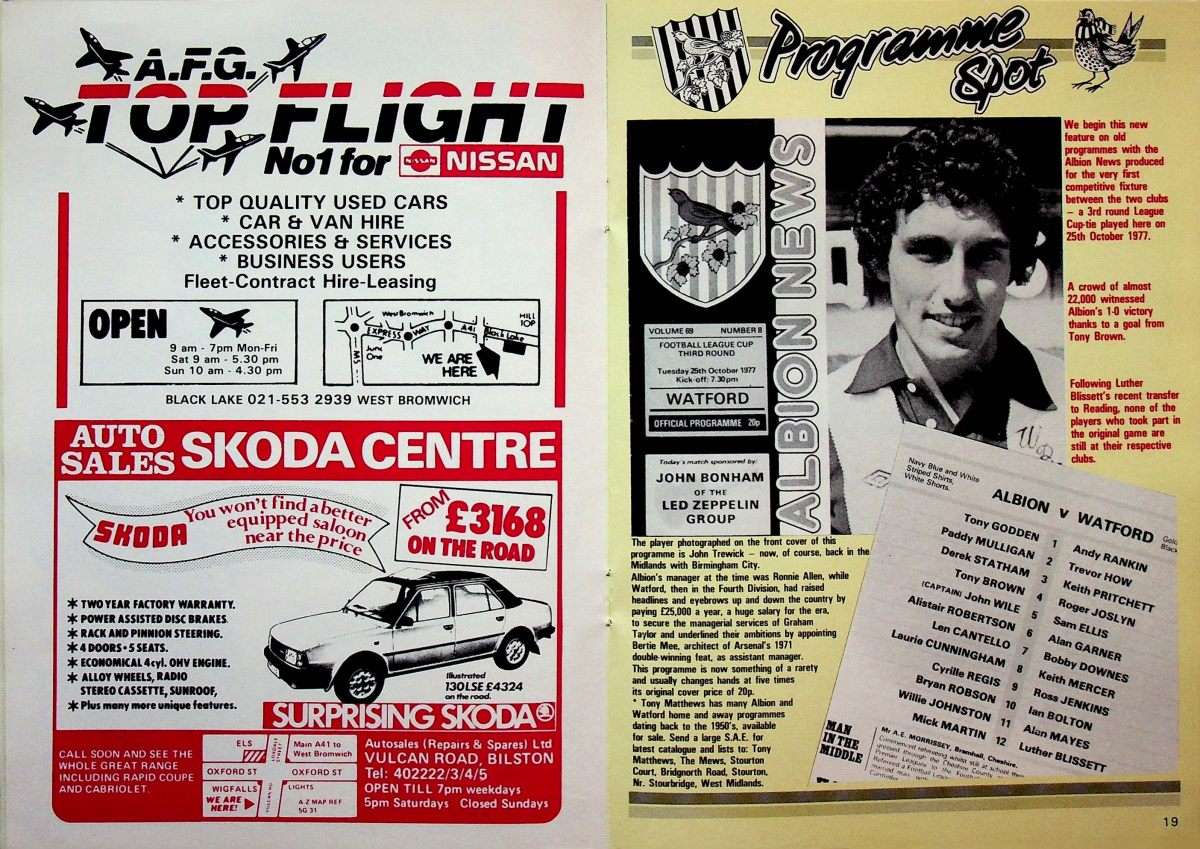 A.F.G.
TOP FLIGHT
No1 for NISSAN NISSAN
* TOP QUALITY USED CARS
* CAR & VAN HIRE
* ACCESSORIES & SERVICES
* BUSINESS USERS
Fleet-Contract Hire-Leasing
OPEN
9 am - 7pm Mon-Fri
Sat 9 am - 5.30 pm
Sun 10 am - 4.30 pm
West Bromwich
HILL
TOP
EXPRESS WAY
A41
Black Lake
M5
June
One
WE ARE
HERE
BLACK LAKE 021-553 2939 WEST BROMWICH
AUTO
SALES
SKODA CENTRE
SKODA
You won't find a better
equipped saloon
near the price
FROM £3168
ON THE ROAD
* TWO YEAR FACTORY WARRANTY.
* POWER ASSISTED DISC BRAKES.
* RACK AND PINNION STEERING.
* 4 DOORS - 5 SEATS.
* ECONOMICAL 4cyl. OHV ENGINE.
* ALLOY WHEELS, RADIO
STEREO CASSETTE, SUNROOF,
* Plus many more unique features.
Illustrated
130LSE £4324
on the road.
SURPRISING SKODA
CALL SOON AND SEE THE
WHOLE GREAT RANGE
INCLUDING RAPID COUPE
AND CABRIOLET.
ELS
Main A41 to
West Bromwich
OXFORD ST
OXFORD ST
WIGFALLS
LIGHTS
WE ARE
HERE!
VULCAN RD
A-Z MAP REF
5G 31
Autosales (Repairs & Spares) Ltd
VULCAN ROAD, BILSTON
Tel: 402222/3/4/5
OPEN TILL 7pm weekdays
5pm Saturdays Closed Sundays
Programme
Spot
ALBION NEWS
VOLUME 69 NUMBER 8
FOOTBALL LEAGUE CUP
THIRD ROUND
Tuesday 25th October 1977
Kick-off: 7.30pm
WATFORD
OFFICIAL PROGRAMME 20p
Today's match sponsored by:
JOHN BONHAM
OF THE
LED ZEPPELIN
GROUP
We begin this new
feature on old
programmes with the
Albion News produced
for the very first
competitive fixture
between the two clubs
– a 3rd round League
Cup-tie played here on
25th October 1977.
A crowd of almost
22,000 witnessed
Albion's 1-0 victory
thanks to a goal from
Tony Brown.
Following Luther
Blissett's recent transfer
to Reading, none of the
players who took part in
the original game are
still at their respective
clubs.
The player photographed on the front cover of this
programme is John Trewick – now, of course, back in the
Midlands with Birmingham City.
Albion's manager at the time was Ronnie Allen, while
Watford, then in the Fourth Division, had raised
headlines and eyebrows up and down the country by
paying £25,000 a year, a huge salary for the era,
to secure the managerial services of Graham
Taylor and underlined their ambitions by appointing
Bertie Mee, architect of Arsenal's 1971
double-winning feat, as assistant manager.
This programme is now something of a rarety
and usually changes hands at five times
its original cover price of 20p.
* Tony Matthews has many Albion and
Watford home and away programmes
dating back to the 1950's, available
for sale. Send a large S.A.E. for
latest catalogue and lists to: Tony
Matthews, The Mews, Stourton
Court, Bridgnorth Road, Stourton,
Nr. Stourbridge, West Midlands.
Navy Blue and White
Striped Shirts,
White Shorts.
ALBION v WATFORD
Tony GODDEN 1 Andy RANKIN
Paddy MULLIGAN 2 Trevor HOW
Derek STATHAM 3 Keith PRITCHETT
Tony BROWN 4 Roger JOSLYN
(CAPTAIN) John WILE 5 Sam ELLIS
Alistair ROBERTSON 6 Alan GARNER
Len CANTELLO 7 Bobby DOWNES
Laurie CUNNINGHAM 8 Keith MERCER
Cyrille REGIS 9 Ross JENKINS
Bryan ROBSON 10 Ian BOLTON
Willie JOHNSTON 11 Alan MAYES
Mick MARTIN 12 Luther BLISSETT
MAN
IN THE
MIDDLE
Mr A.E. MORRISSEY, Bramhall, Cheshire.
19